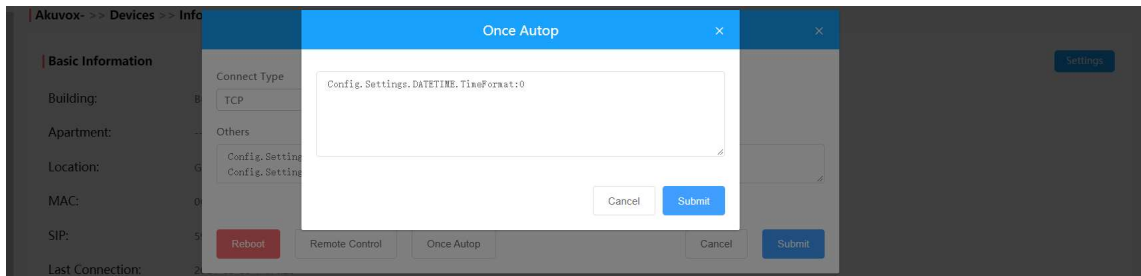 Akuvox- >> Devices >> Info
Once Autop
Basic Information
Settings
Connect Type
Config.Settings.DATETIME.TimeFormat:0
Building:
TCP
Apartment:
Others
Location:
Config.Setting
Config.Setting
MAC:
Cancel
Submit
SIP:
Reboot
Remote Control
Once Autop
Cancel
Submit
Last Connection: